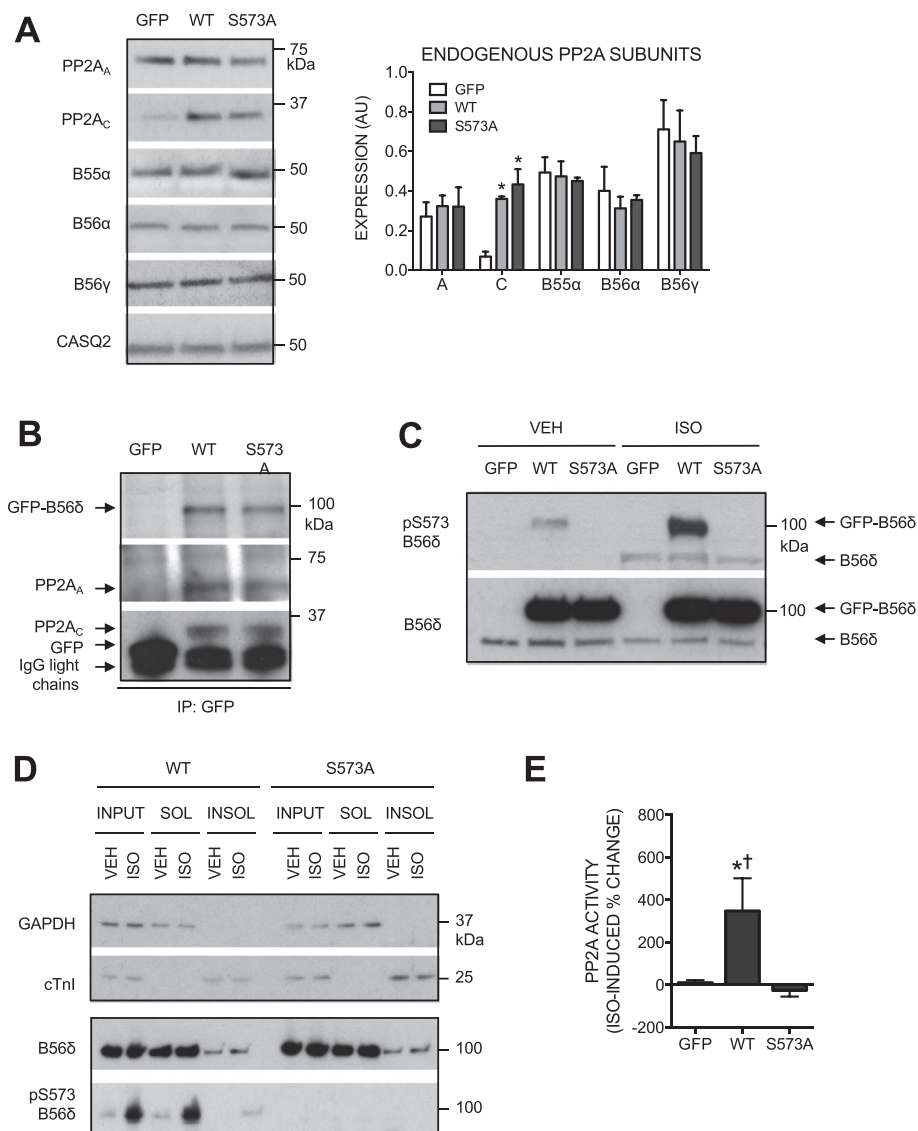 A
GFP WT S573A
75
kDa
PP2AA
PP2AC
37
B55α
50
B56α
50
B56γ
50
CASQ2
50
ENDOGENOUS PP2A SUBUNITS
EXPRESSION (AU)
1.0
0.8
0.6
0.4
0.2
0.0
GFP
WT
S573A
*
*
A C B55α B56α B56γ
B
GFP WT S573
A
GFP-B56δ
100
kDa
75
PP2AA
37
PP2AC
GFP
IgG light
chains
IP: GFP
C
VEH ISO
GFP WT S573A GFP WT S573A
pS573
B56δ
100
kDa
GFP-B56δ
B56δ
B56δ
100
GFP-B56δ
B56δ
D
WT S573A
INPUT SOL INSOL INPUT SOL INSOL
VEH ISO VEH ISO VEH ISO VEH ISO VEH ISO VEH ISO
GAPDH
37
kDa
cTnI
25
B56δ
100
pS573
B56δ
100
E
PP2A ACTIVITY
(ISO-INDUCED % CHANGE)
800
600
400
200
0
-200
*†
GFP WT S573A